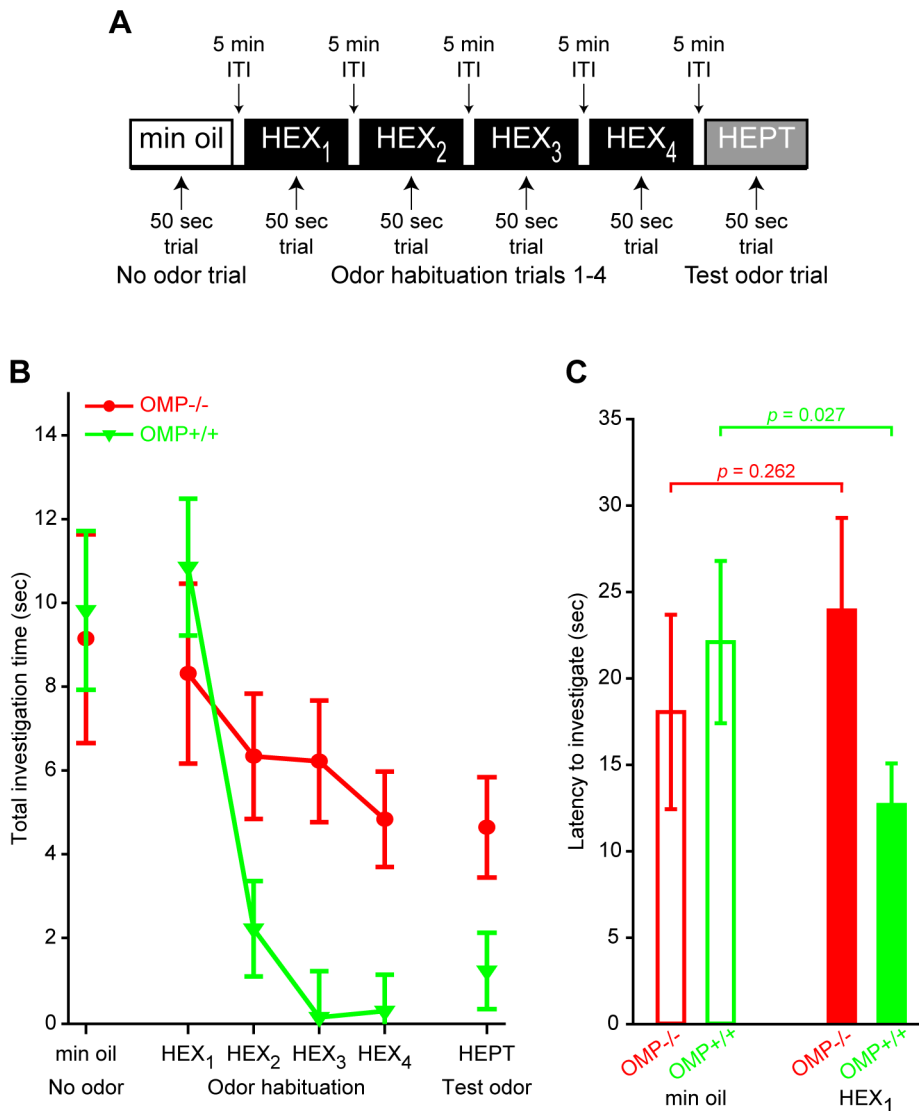 A
5 min 5 min 5 min 5 min 5 min
ITI ITI ITI ITI ITI
min oil HEX1 HEX2 HEX3 HEX4 HEPT
50 sec 50 sec 50 sec 50 sec 50 sec 50 sec
trial trial trial trial trial trial
No odor trial Odor habituation trials 1-4 Test odor trial
B
OMP-/-
OMP+/+
Total investigation time (sec)
14
12
10
8
6
4
2
0
min oil HEX1 HEX2 HEX3 HEX4 HEPT
No odor Odor habituation Test odor
C
Latency to investigate (sec)
35
30
25
20
15
10
5
0
p = 0.027
p = 0.262
OMP-/- OMP+/+ OMP-/- OMP+/+
min oil HEX1